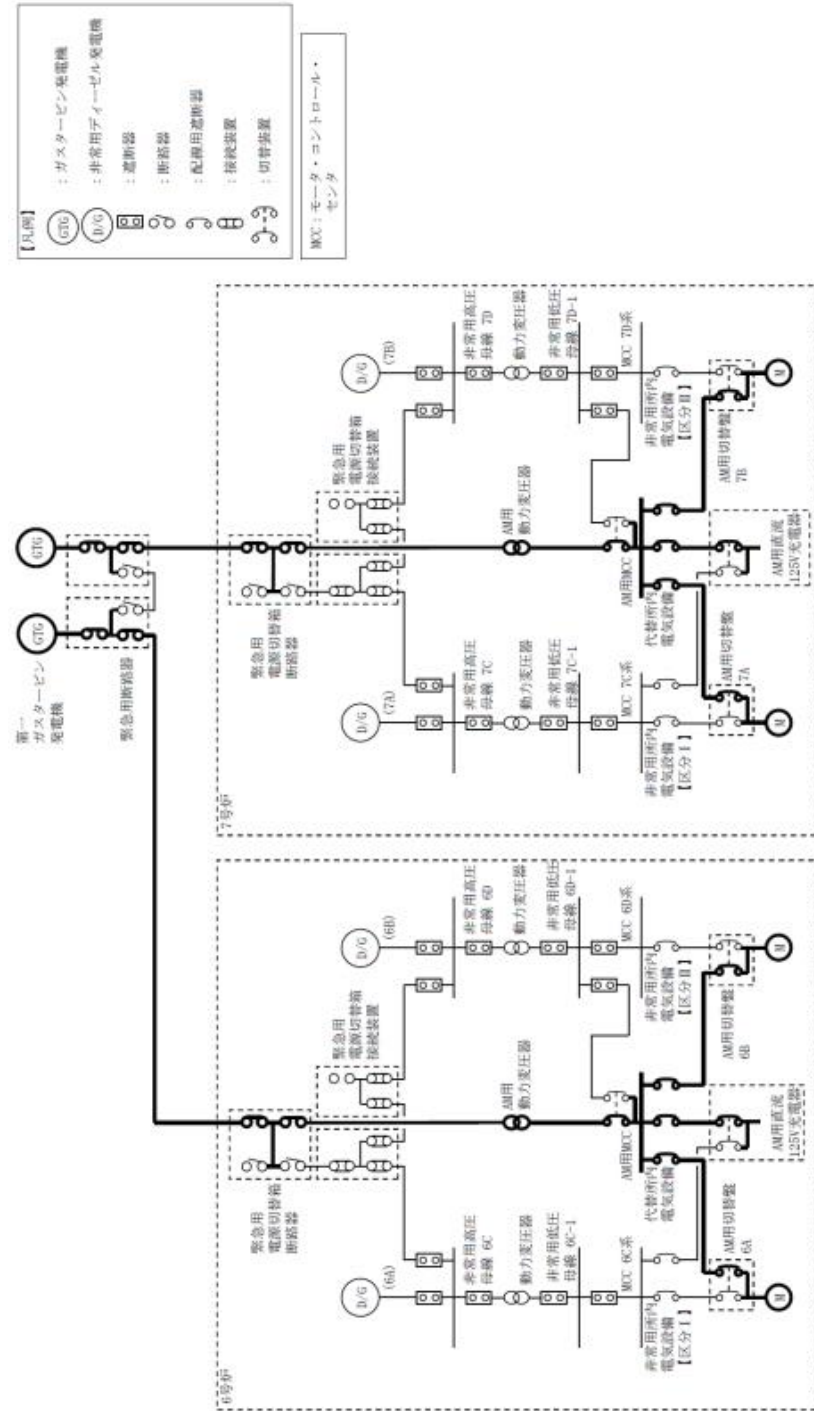 【凡例】
GTG
：ガスタービン発電機
D/G
：非常用ディーゼル発電機
：遮断器
：断路器
：配線用遮断器
：接続装置
：切替装置
MCC：モータ・コントロール・
センタ
第一
ガスタービン
発電機
GTG
GTG
緊急用断路器
6号炉
緊急用
電源切替箱
断路器
緊急用
電源切替箱
接続装置
D/G
(6A)
D/G
(6B)
非常用高圧
母線 6C
非常用高圧
母線 6D
動力変圧器
AM用
動力変圧器
動力変圧器
非常用低圧
母線 6C-1
非常用低圧
母線 6D-1
MCC 6C系
AM用MCC
MCC 6D系
非常用所内
電気設備
【区分Ⅰ】
代替所内
電気設備
非常用所内
電気設備
【区分Ⅱ】
AM用切替盤
6A
AM用直流
125V充電器
AM用切替盤
6B
M
M
7号炉
緊急用
電源切替箱
断路器
緊急用
電源切替箱
接続装置
D/G
(7A)
D/G
(7B)
非常用高圧
母線 7C
非常用高圧
母線 7D
動力変圧器
AM用
動力変圧器
動力変圧器
非常用低圧
母線 7C-1
非常用低圧
母線 7D-1
MCC 7C系
AM用MCC
MCC 7D系
非常用所内
電気設備
【区分Ⅰ】
代替所内
電気設備
非常用所内
電気設備
【区分Ⅱ】
AM用切替盤
7A
AM用直流
125V充電器
AM用切替盤
7B
M
M